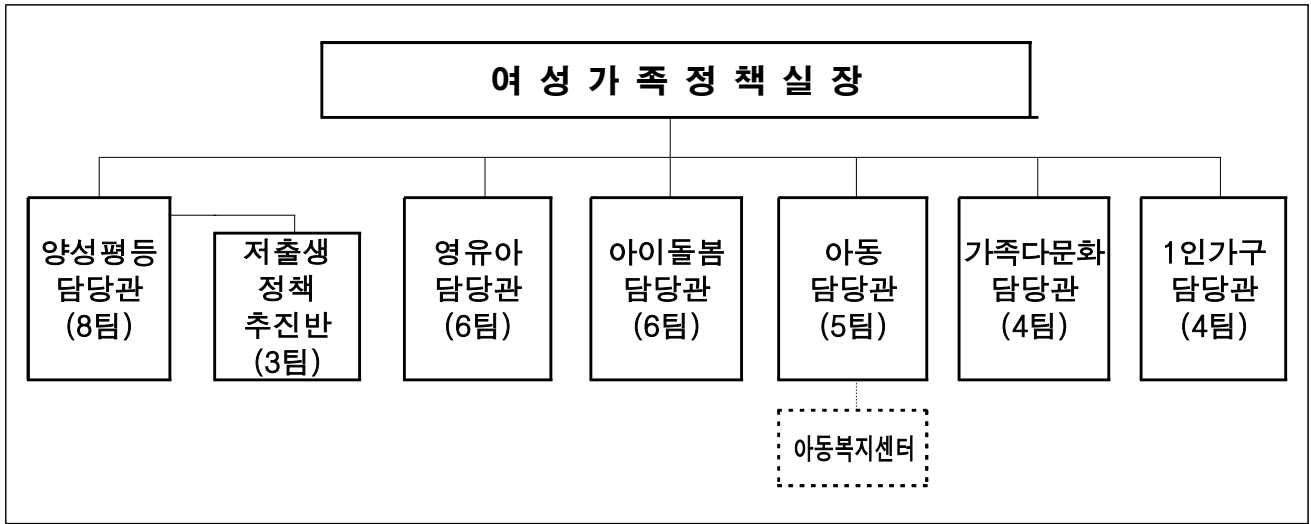 여 성 가 족 정 책 실 장
양성평등
담당관
(8팀)
저출생
정책
추진반
(3팀)
영유아
담당관
(6팀)
아이돌봄
담당관
(6팀)
아동
담당관
(5팀)
가족다문화
담당관
(4팀)
1인가구
담당관
(4팀)
아동복지센터